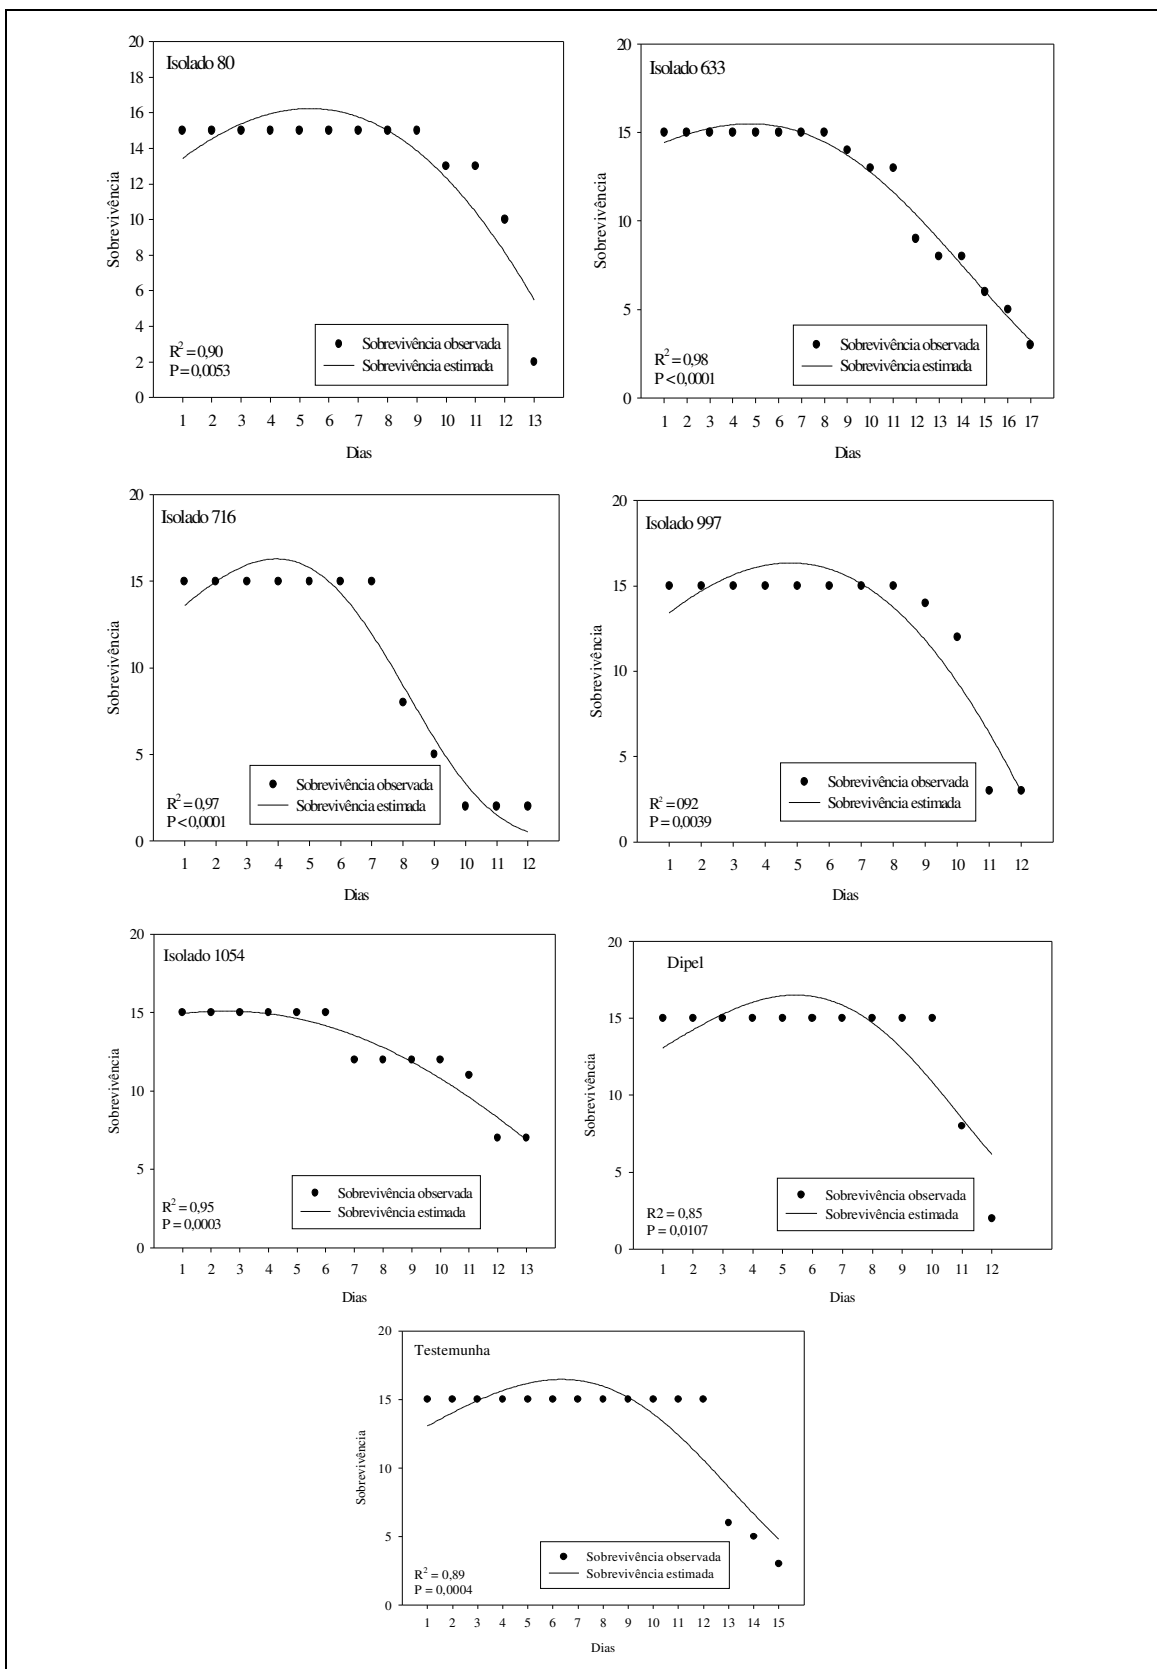 Isolado 80
20
18
16
14
12
10
8
6
4
2
0
Sobrevivência
R² = 0,90
P = 0,0053
Sobrevivência observada
Sobrevivência estimada
1 2 3 4 5 6 7 8 9 10 11 12 13
Dias
Isolado 633
20
15
10
5
0
Sobrevivência
R² = 0,98
P < 0,0001
Sobrevivência observada
Sobrevivência estimada
1 2 3 4 5 6 7 8 9 10 11 12 13 14 15 16 17
Dias
Isolado 716
20
15
10
5
0
Sobrevivência
R² = 0,97
P < 0,0001
Sobrevivência observada
Sobrevivência estimada
1 2 3 4 5 6 7 8 9 10 11 12
Dias
Isolado 997
20
15
10
5
0
Sobrevivência
R² = 092
P = 0,0039
Sobrevivência observada
Sobrevivência estimada
1 2 3 4 5 6 7 8 9 10 11 12
Dias
Isolado 1054
20
15
10
5
0
Sobrevivência
R² = 0,95
P = 0,0003
Sobrevivência observada
Sobrevivência estimada
1 2 3 4 5 6 7 8 9 10 11 12 13
Dias
Dipel
20
15
10
5
0
Sobrevivência
R2 = 0,85
P = 0,0107
Sobrevivência observada
Sobrevivência estimada
1 2 3 4 5 6 7 8 9 10 11 12
Dias
Testemunha
20
15
10
5
0
Sobrevivência
R² = 0,89
P = 0,0004
Sobrevivência observada
Sobrevivência estimada
1 2 3 4 5 6 7 8 9 10 11 12 13 14 15
Dias